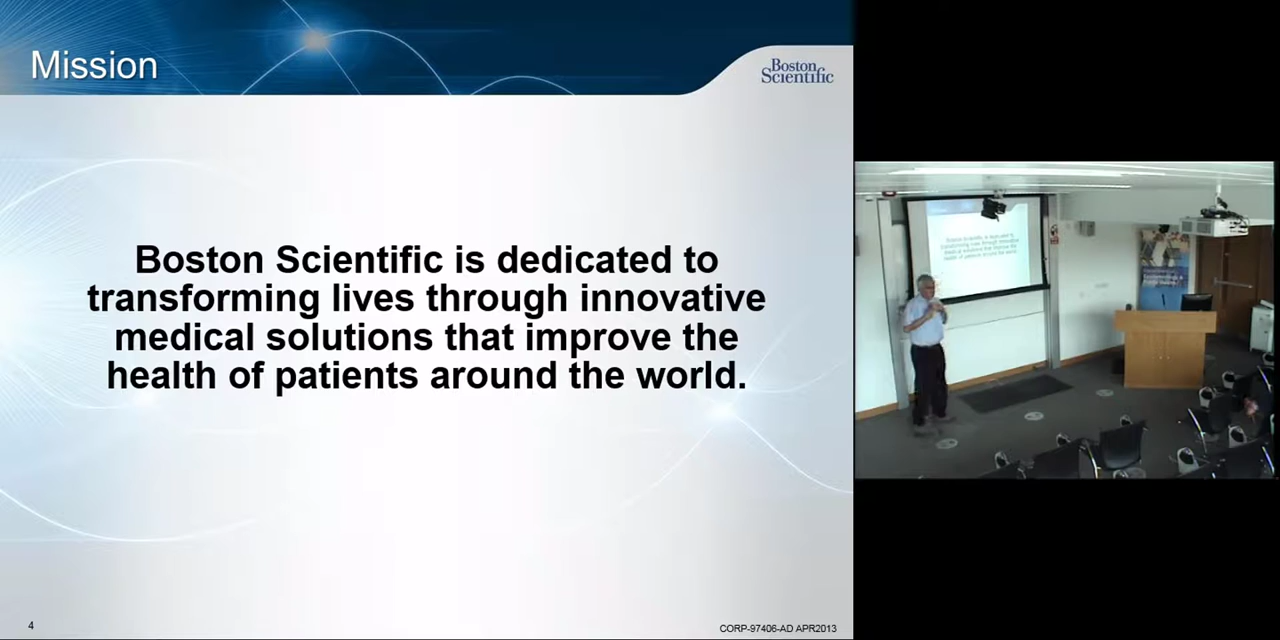 Mission
Boston
Scientific
Boston Scientific is dedicated to
transforming lives through innovative
medical solutions that improve the
health of patients around the world.
4
CORP-97406-AD APR2013